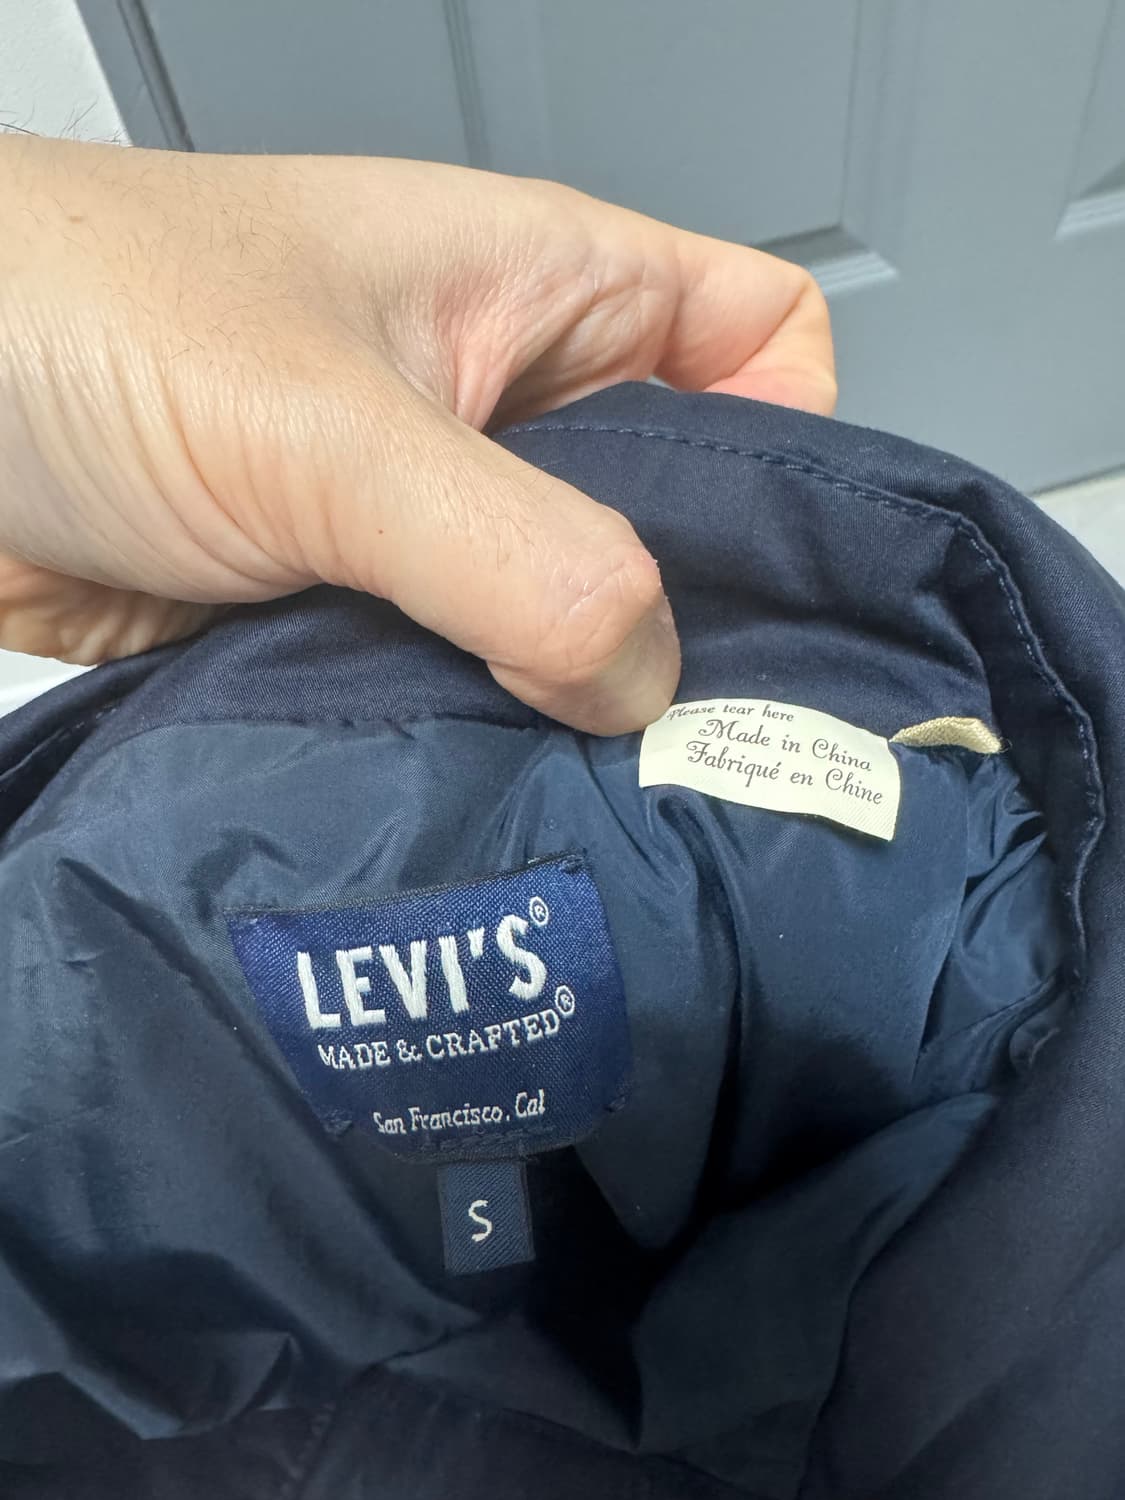 Please tear here
Made in China
Fabriqué en Chine
LEVI'S®
MADE & CRAFTED®
San Francisco, Cal
S